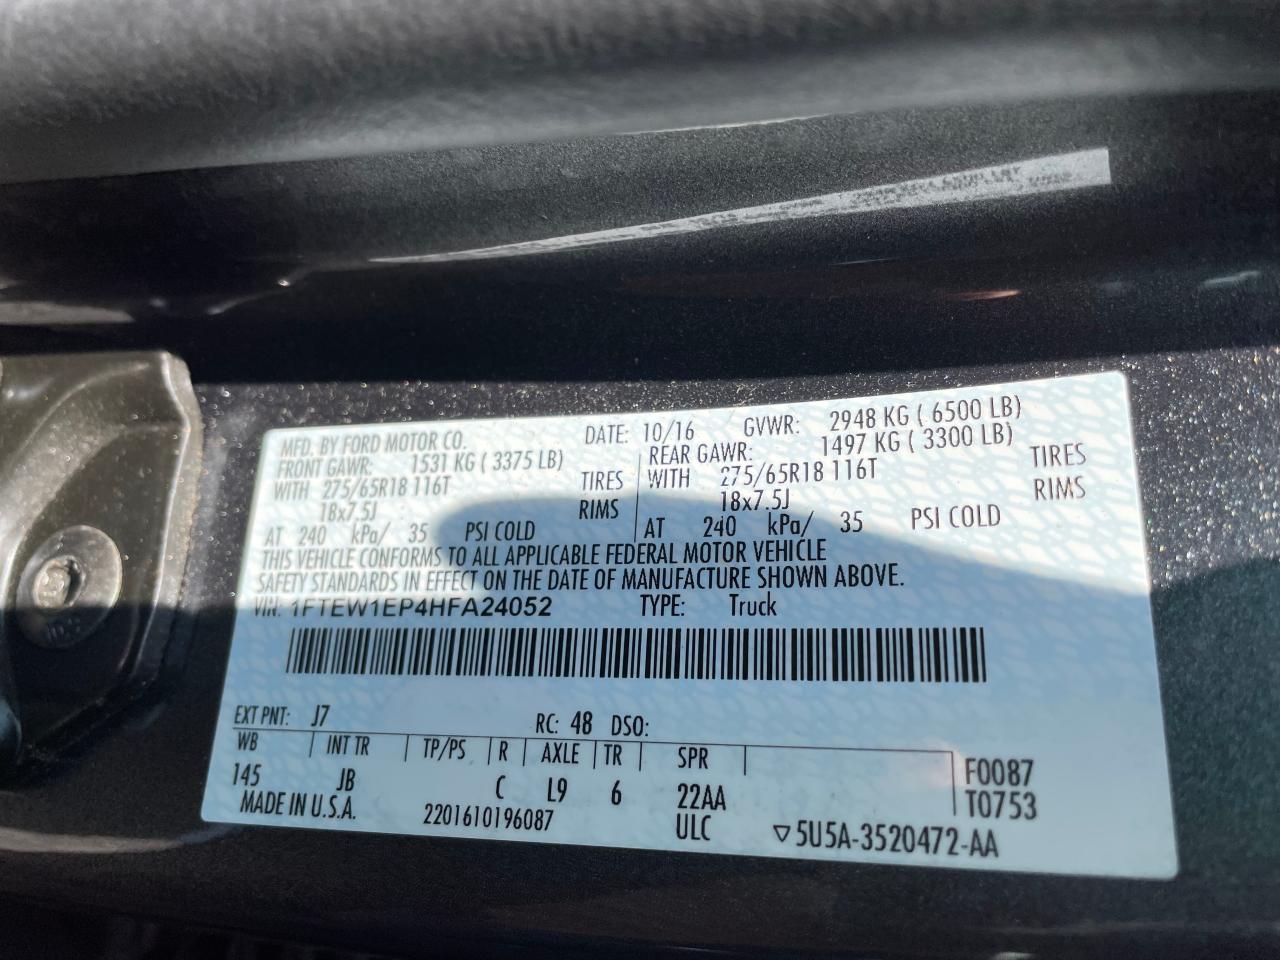 MFD. BY FORD MOTOR CO.
DATE: 10/16 GVWR: 2948 KG ( 6500 LB)
FRONT GAWR: 1531 KG ( 3375 LB)
REAR GAWR: 1497 KG ( 3300 LB)
WITH 275/65R18 116T TIRES
WITH 275/65R18 116T TIRES
18x7.5J RIMS
18x7.5J RIMS
AT 240 kPa/ 35 PSI COLD
AT 240 kPa/ 35 PSI COLD
THIS VEHICLE CONFORMS TO ALL APPLICABLE FEDERAL MOTOR VEHICLE
SAFETY STANDARDS IN EFFECT ON THE DATE OF MANUFACTURE SHOWN ABOVE.
VIN: 1FTEW1EP4HFA24052 TYPE: Truck
EXT PNT: J7 RC: 48 DSO:
WB INT TR TP/PS R AXLE TR SPR
145 JB C L9 6 22AA
F0087
T0753
MADE IN U.S.A. 2201610196087 ULC ▽5U5A-3520472-AA